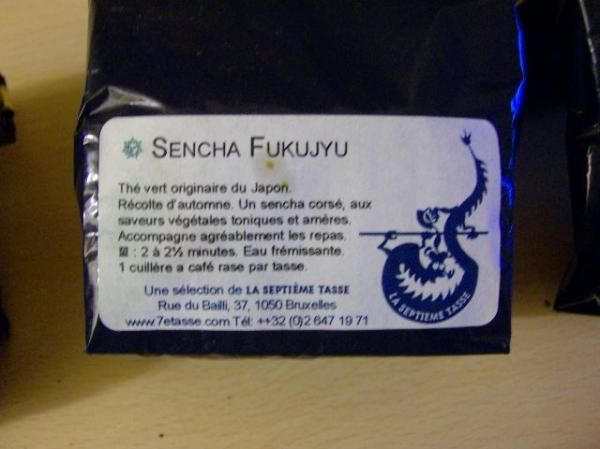 SENCHA FUKUJYU
Thé vert originaire du Japon.
Récolte d'automne. Un sencha corsé, aux
saveurs végétales toniques et amères.
Accompagne agréablement les repas.
: 2 à 2½ minutes. Eau frémissante.
1 cuillère a café rase par tasse.
Une sélection de LA SEPTIÈME TASSE
Rue du Bailli, 37, 1050 Bruxelles
www.7etasse.com Tél: ++32 (0)2 647 19 71
LA SEPTIEME TASSE